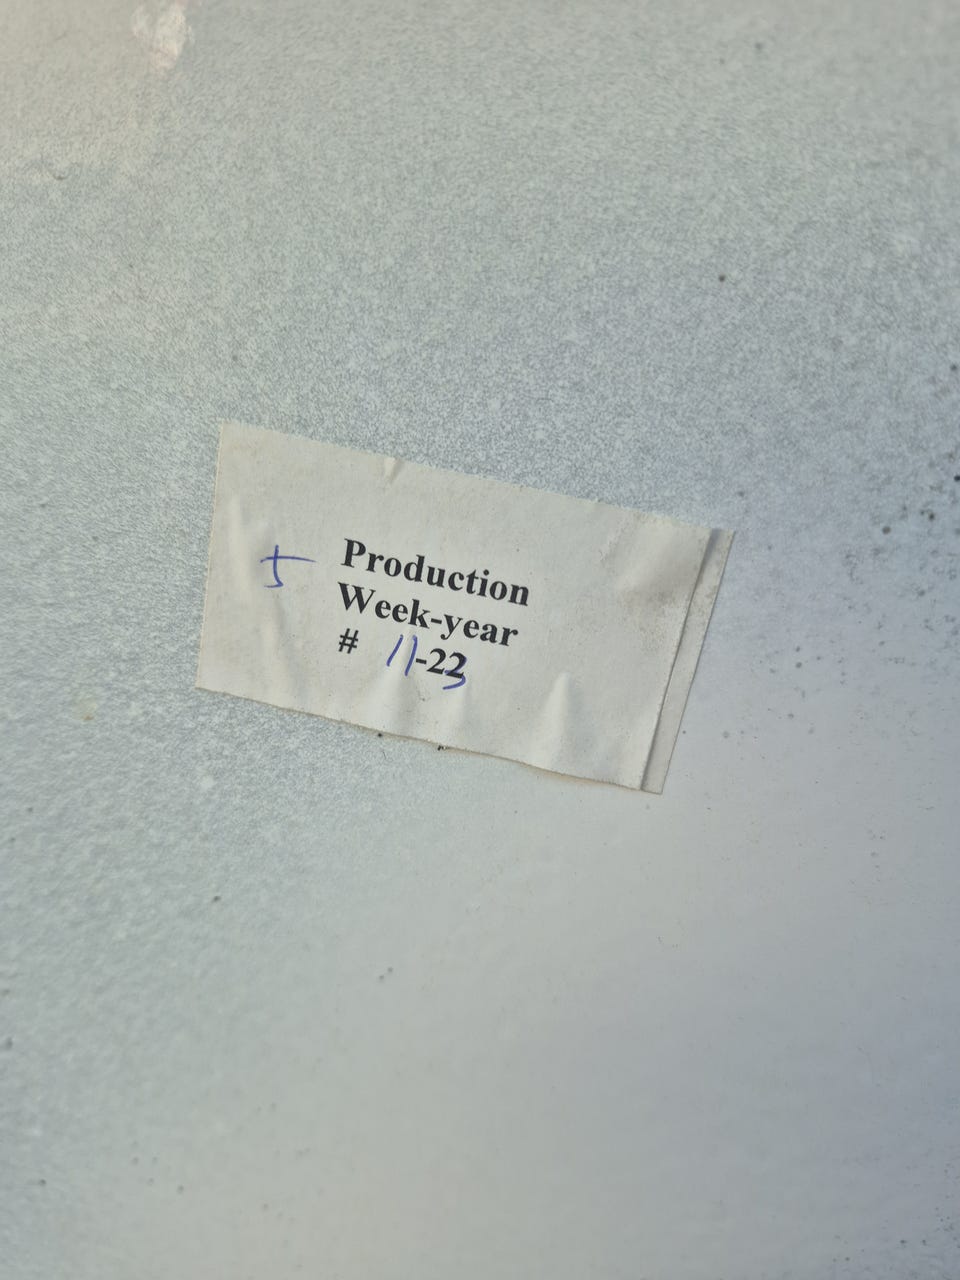 5
Production
Week-year
# 11-23